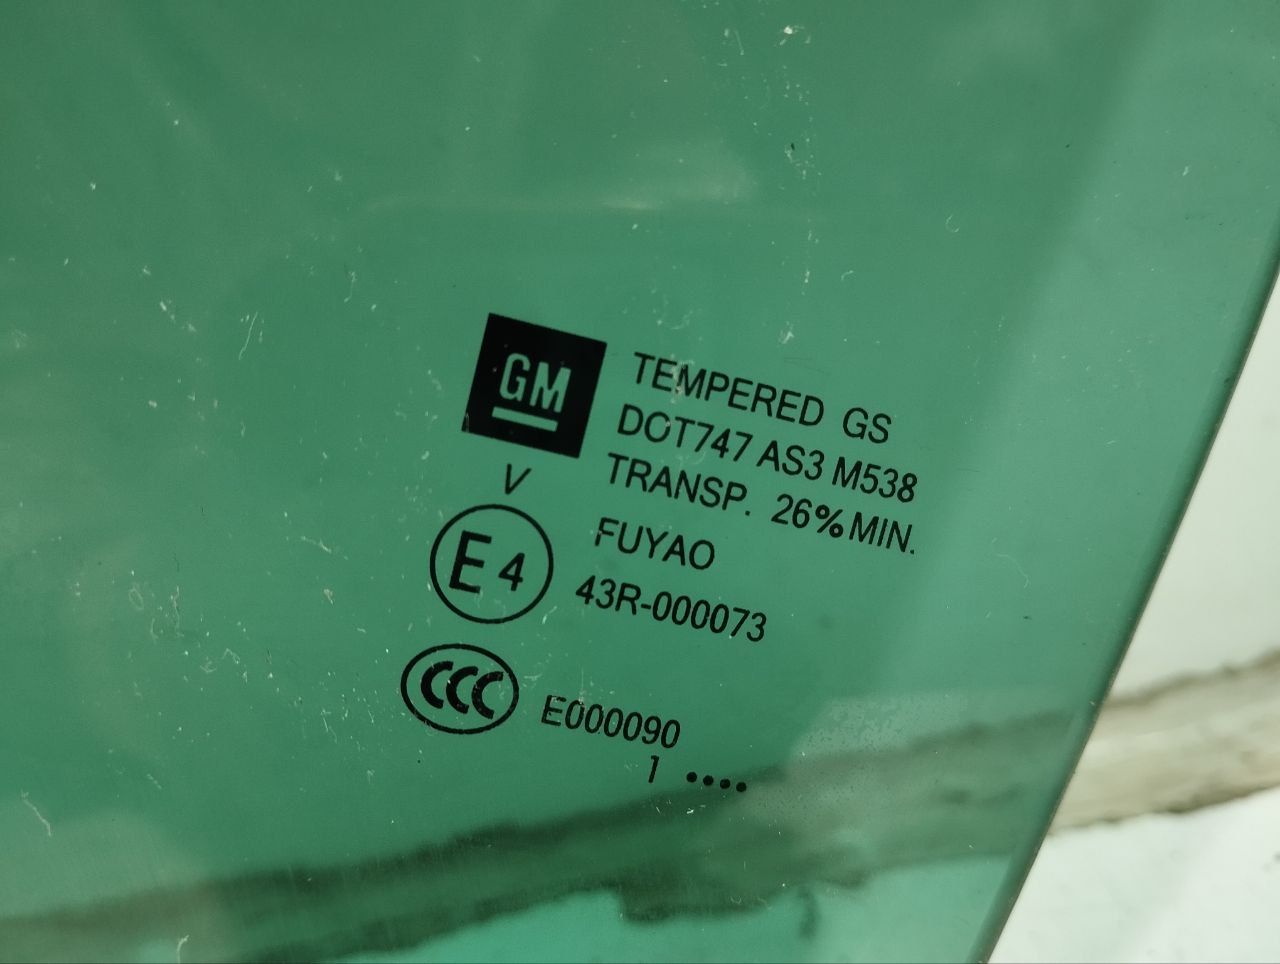 GM
TEMPERED GS
DOT747 AS3 M538
TRANSP. 26% MIN.
V
FUYAO
E4
43R-000073
CCC
E000090
1 ••••